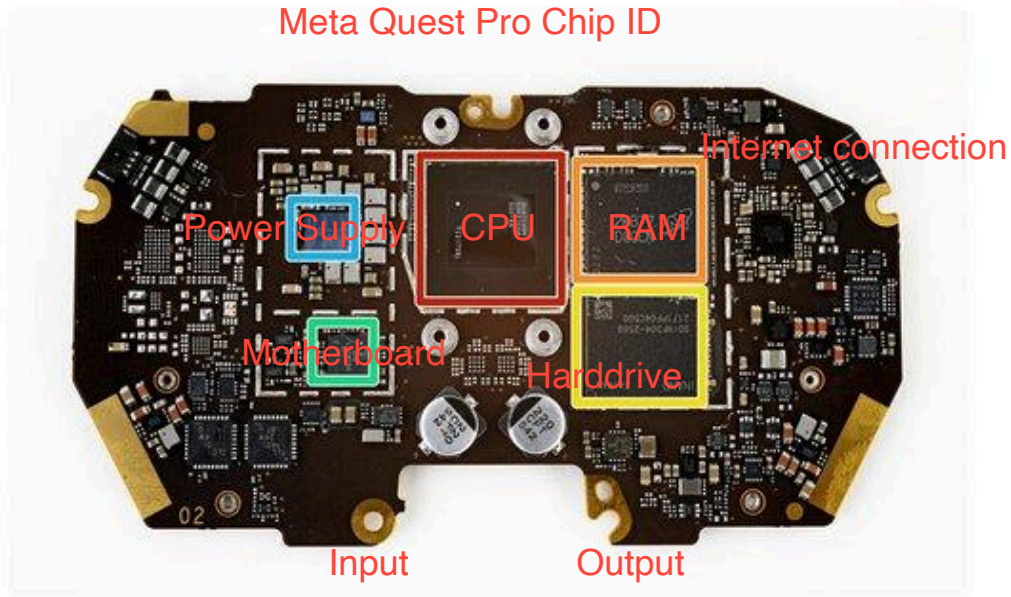 Meta Quest Pro Chip ID
Internet connection
Power Supply
CPU
RAM
Motherboard
Harddrive
02
Input
Output